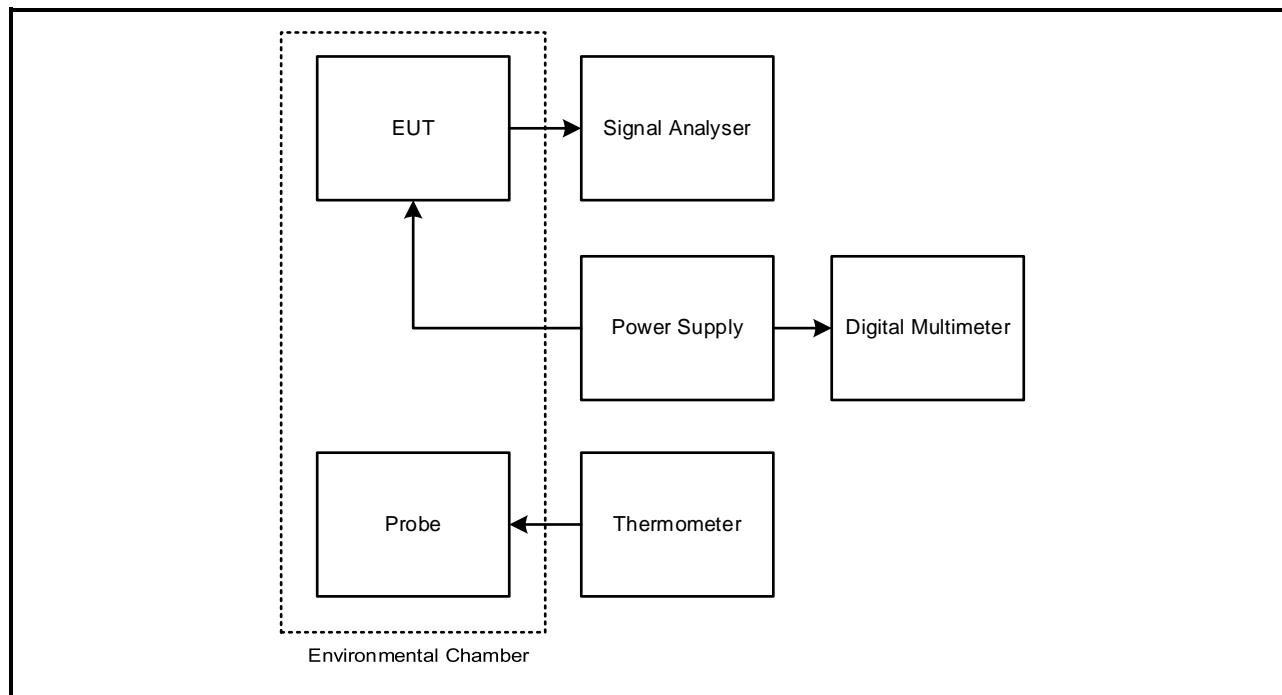 EUT
Signal Analyser
Power Supply
Digital Multimeter
Probe
Thermometer
Environmental Chamber